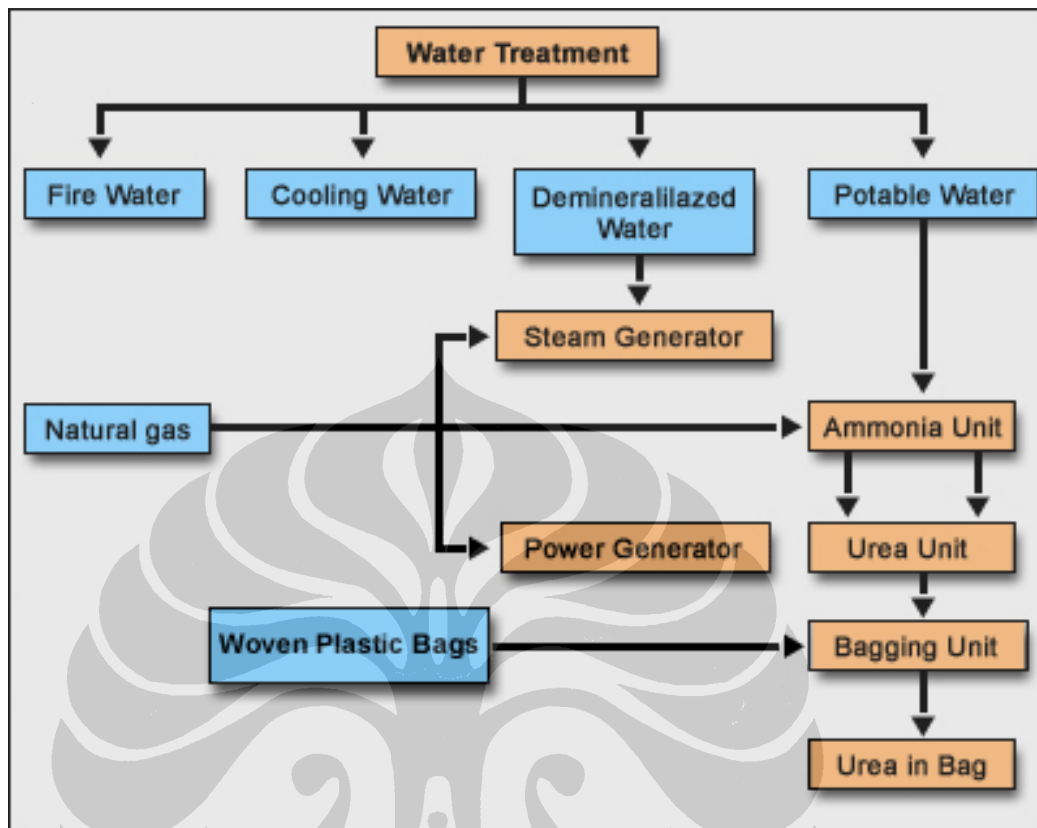 Water Treatment
Fire Water
Cooling Water
Demineralilazed
Water
Potable Water
Steam Generator
Natural gas
Ammonia Unit
Power Generator
Urea Unit
Woven Plastic Bags
Bagging Unit
Urea in Bag